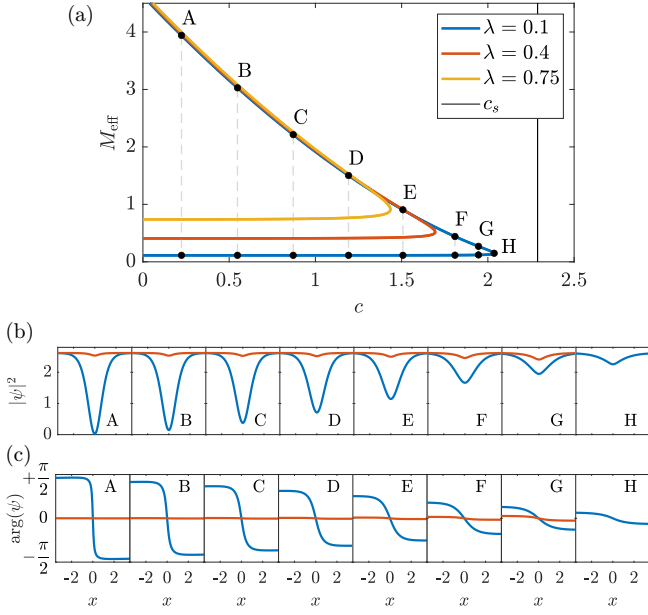 (a)
M_eff
4
3
2
1
0
A
B
C
D
E
F
G
H
λ = 0.1
λ = 0.4
λ = 0.75
c_s
0 0.5 1 1.5 2 2.5
c
(b)
|ψ|²
2
1
0
A B C D E F G H
(c)
arg(ψ)
+π/2
0
−π/2
A B C D E F G H
-2 0 2 -2 0 2 -2 0 2 -2 0 2 -2 0 2 -2 0 2 -2 0 2 -2 0 2
x x x x x x x x